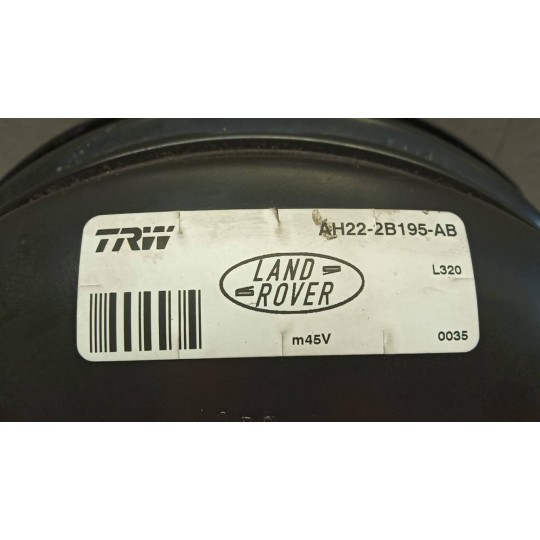 TRW
AH22-2B195-AB
L320
LAND
ROVER
m45V
0035